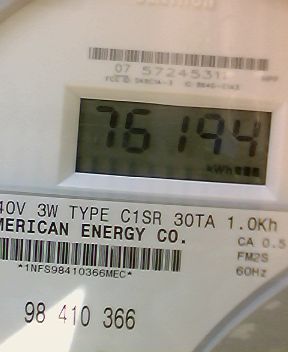 07 5724531
76194
kWh
40V 3W TYPE C1SR 30TA 1.0Kh
MERICAN ENERGY CO.
CA 0.5
FM2S
60Hz
*1NFS98410366MEC*
98 410 366